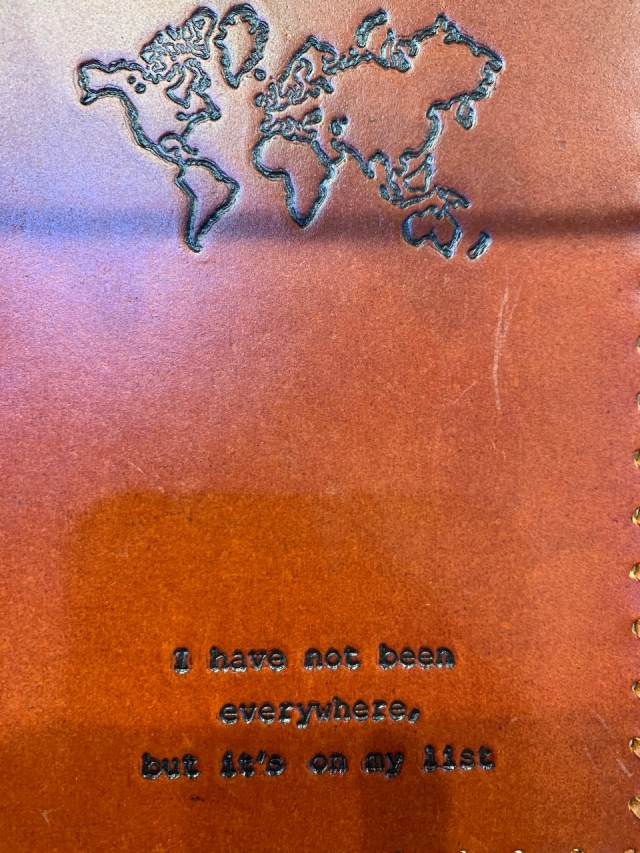 I have not been
everywhere,
but it's on my list